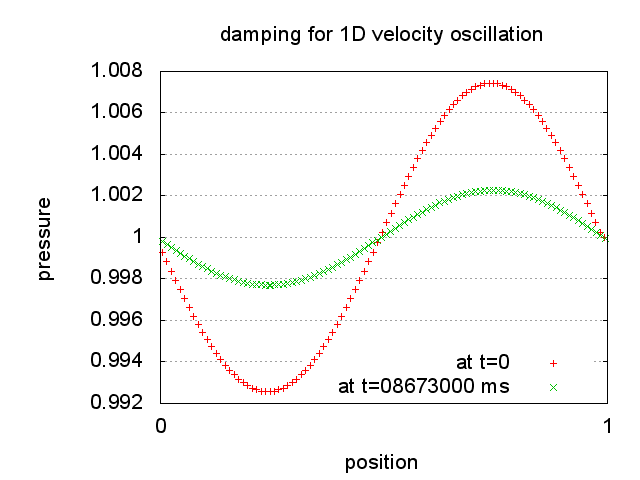 damping for 1D velocity oscillation
1.008
1.006
1.004
1.002
1
0.998
0.996
0.994
0.992
pressure
at t=0
at t=08673000 ms
0 1
position